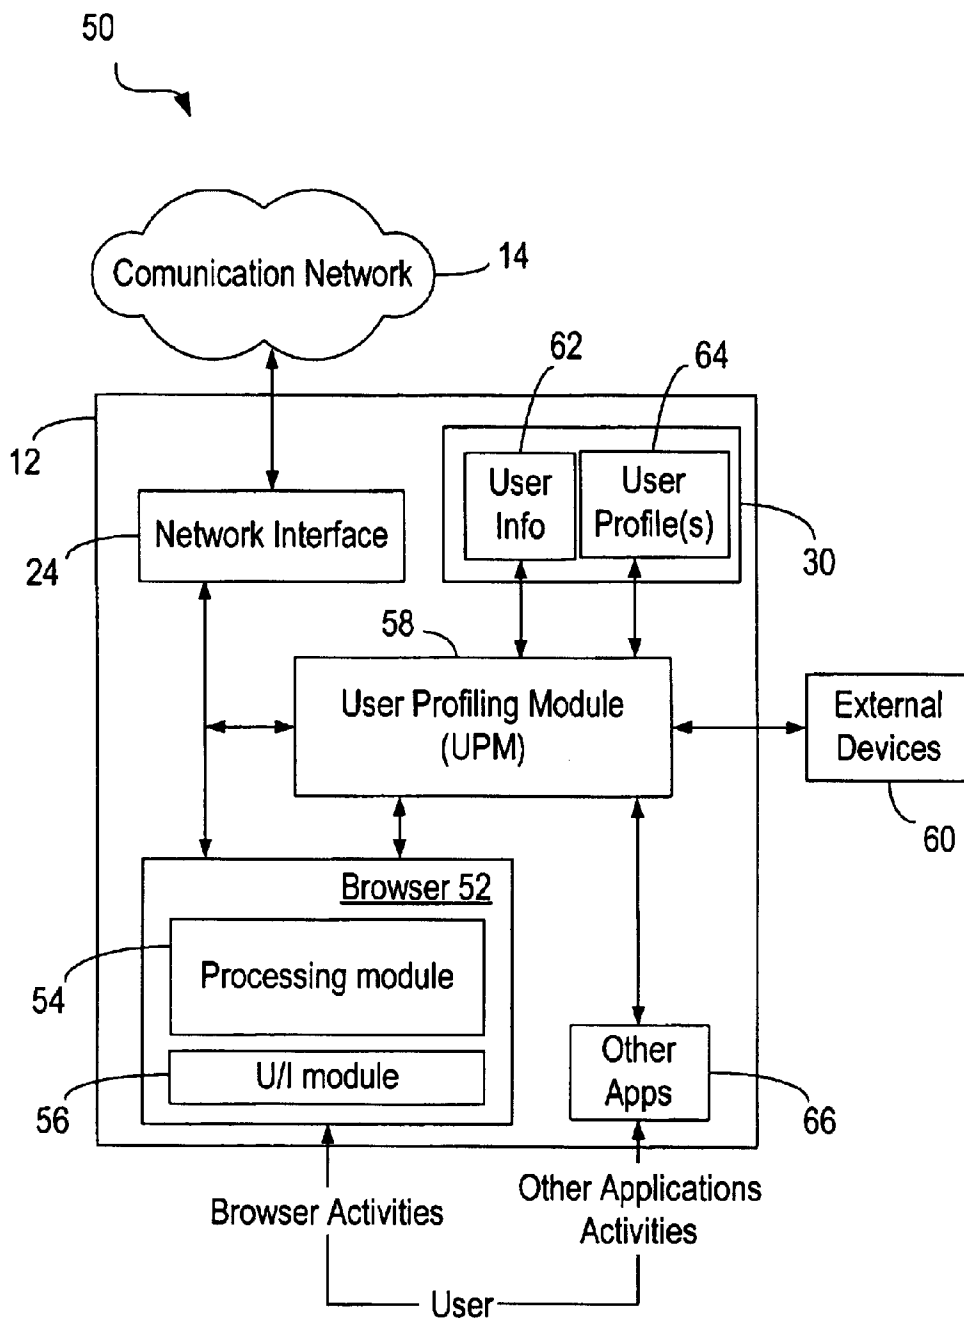 50
Comunication Network
14
62
64
12
User
Info
User
Profile(s)
Network Interface
24
30
58
User Profiling Module
(UPM)
External
Devices
60
Browser 52
Processing module
54
U/I module
56
Other
Apps
66
Browser Activities
Other Applications
Activities
User